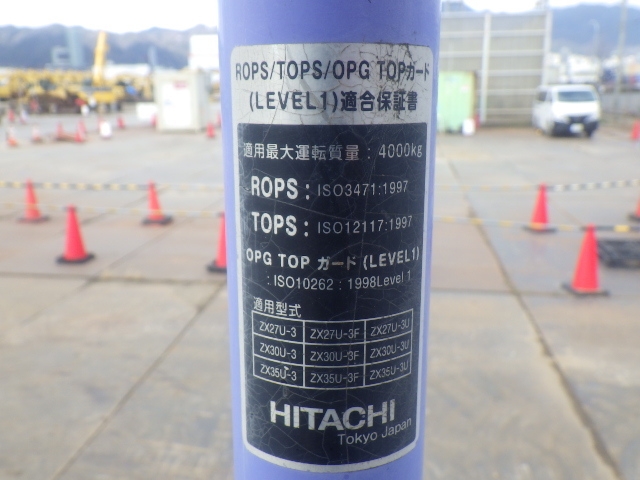 ROPS/TOPS/OPG TOPガード
(LEVEL1)適合保証書
適用最大運転質量 : 4000kg
ROPS : ISO3471:1997
TOPS : ISO12117:1997
OPG TOP ガード (LEVEL1)
: ISO10262 : 1998Level 1
適用型式
ZX27U-3 ZX27U-3F ZX27U-3U
ZX30U-3 ZX30U-3F ZX30U-3U
ZX35U-3 ZX35U-3F ZX35U-3U
HITACHI
Tokyo Japan